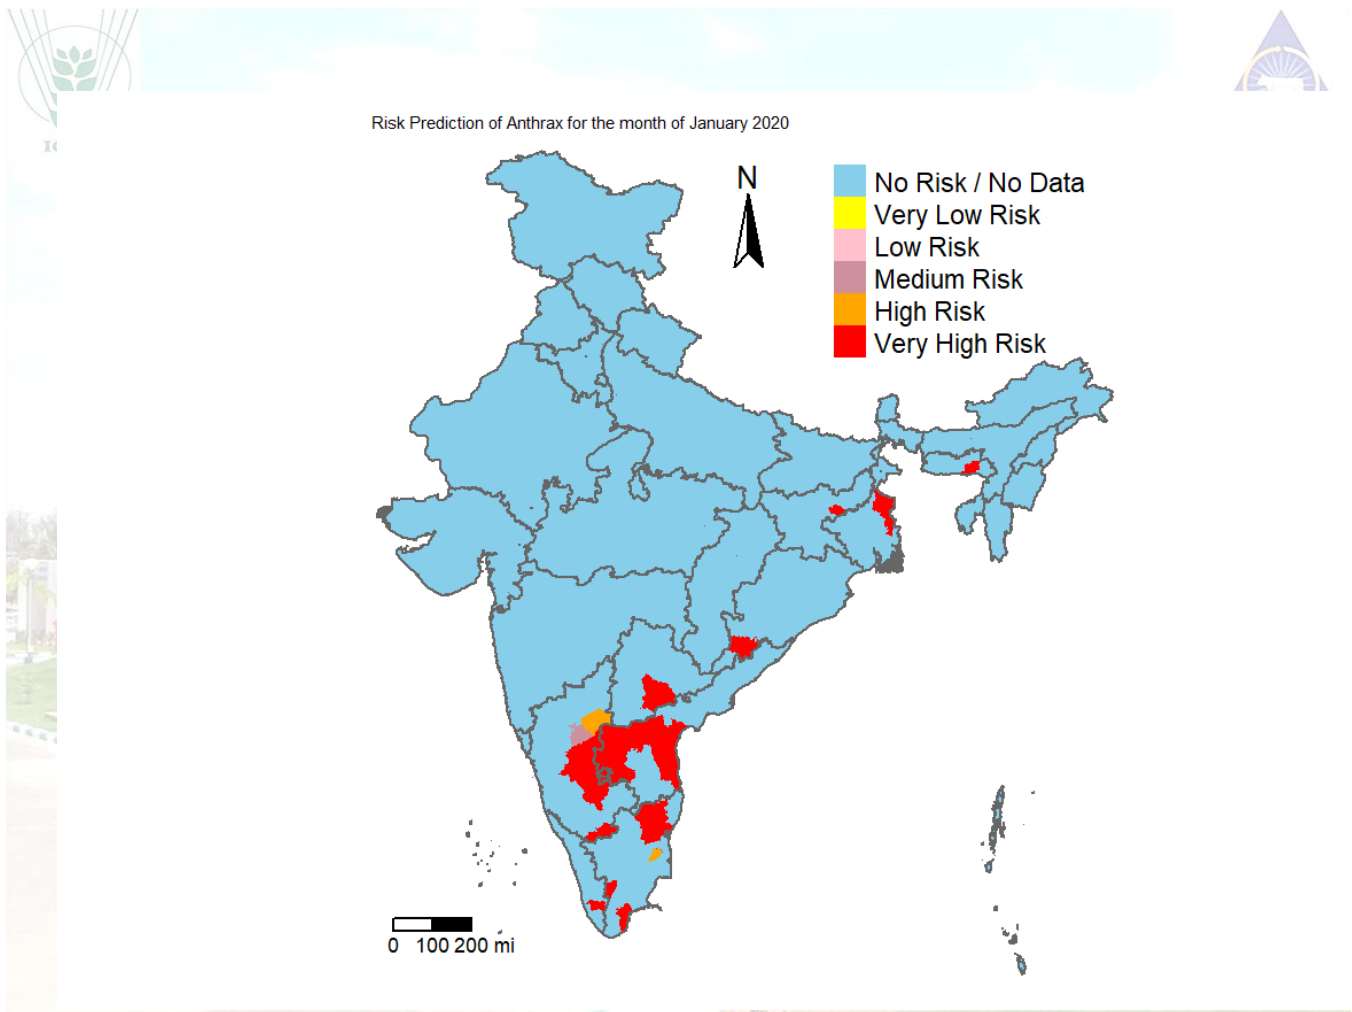 Risk Prediction of Anthrax for the month of January 2020
N
No Risk / No Data
Very Low Risk
Low Risk
Medium Risk
High Risk
Very High Risk
0 100 200 mi